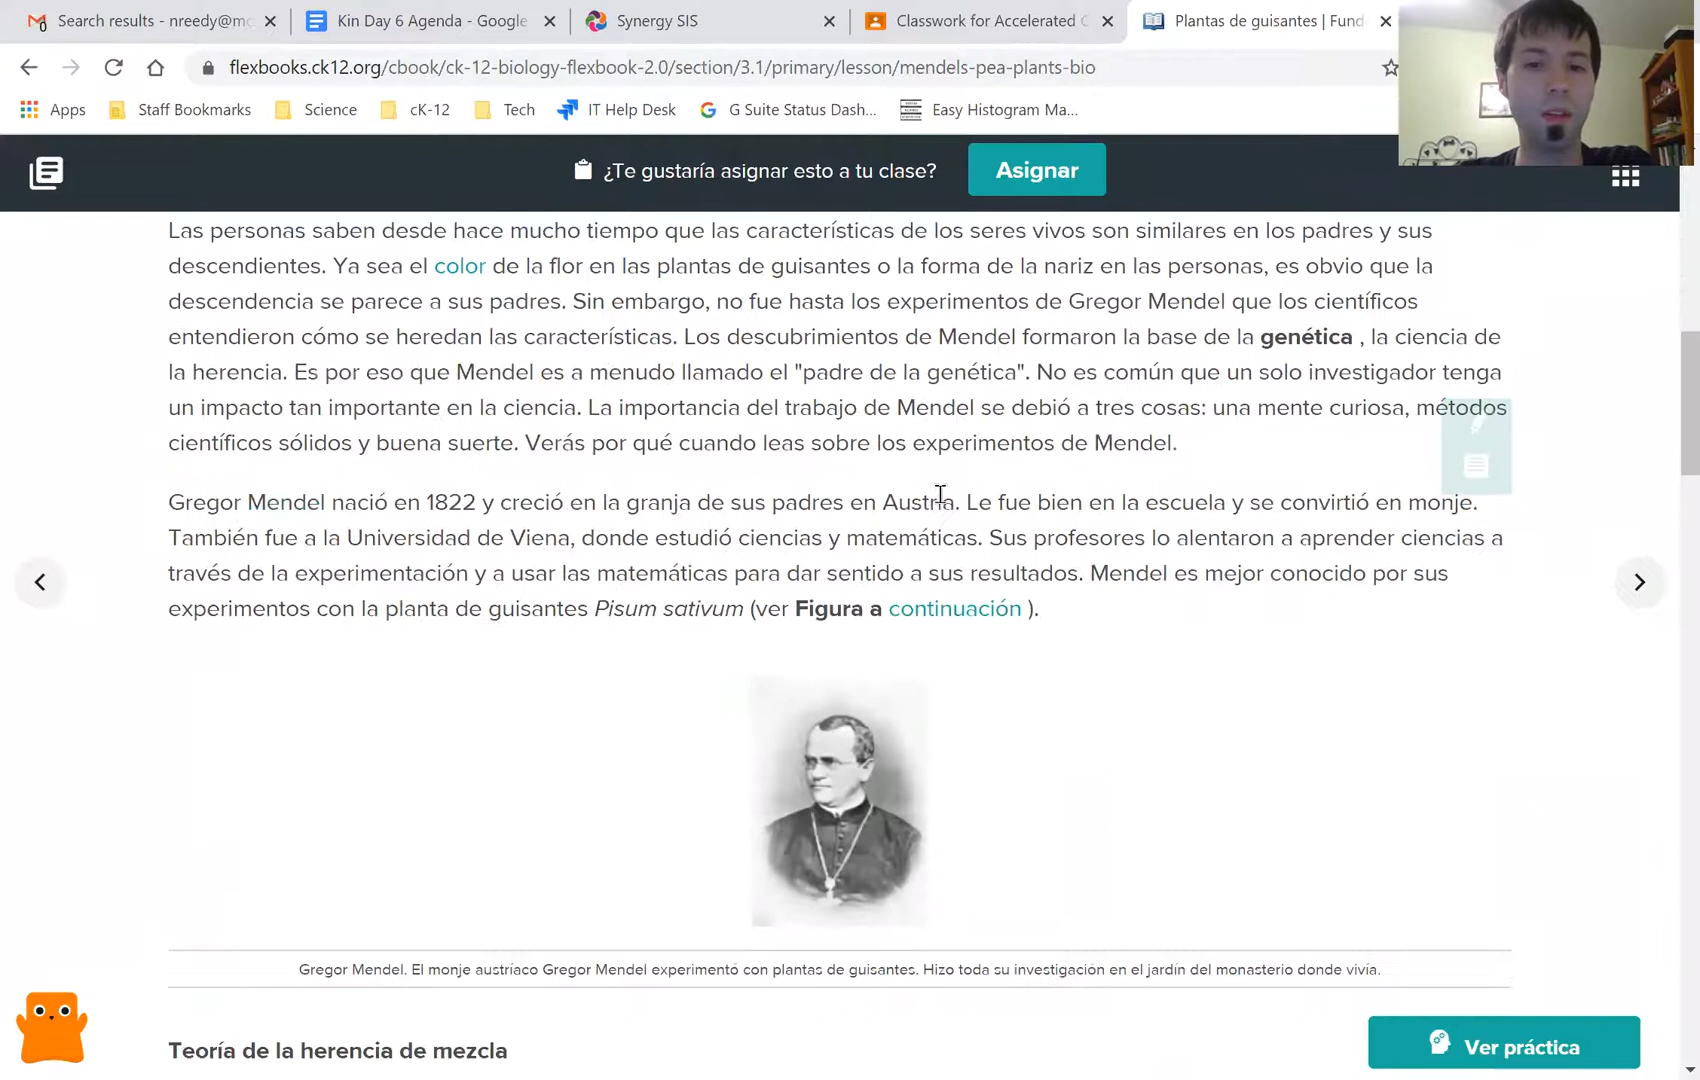 Search results - nreedy@mc
Kin Day 6 Agenda - Google
Synergy SIS
Classwork for Accelerated
Plantas de guisantes | Fund
flexbooks.ck12.org/cbook/ck-12-biology-flexbook-2.0/section/3.1/primary/lesson/mendels-pea-plants-bio
Apps
Staff Bookmarks
Science
cK-12
Tech
IT Help Desk
G Suite Status Dash...
Easy Histogram Ma...
¿Te gustaría asignar esto a tu clase?
Asignar
Las personas saben desde hace mucho tiempo que las características de los seres vivos son similares en los padres y sus
descendientes. Ya sea el color de la flor en las plantas de guisantes o la forma de la nariz en las personas, es obvio que la
descendencia se parece a sus padres. Sin embargo, no fue hasta los experimentos de Gregor Mendel que los científicos
entendieron cómo se heredan las características. Los descubrimientos de Mendel formaron la base de la genética , la ciencia de
la herencia. Es por eso que Mendel es a menudo llamado el "padre de la genética". No es común que un solo investigador tenga
un impacto tan importante en la ciencia. La importancia del trabajo de Mendel se debió a tres cosas: una mente curiosa, métodos
científicos sólidos y buena suerte. Verás por qué cuando leas sobre los experimentos de Mendel.
Gregor Mendel nació en 1822 y creció en la granja de sus padres en Austria. Le fue bien en la escuela y se convirtió en monje.
También fue a la Universidad de Viena, donde estudió ciencias y matemáticas. Sus profesores lo alentaron a aprender ciencias a
través de la experimentación y a usar las matemáticas para dar sentido a sus resultados. Mendel es mejor conocido por sus
experimentos con la planta de guisantes Pisum sativum (ver Figura a continuación ).
Gregor Mendel. El monje austríaco Gregor Mendel experimentó con plantas de guisantes. Hizo toda su investigación en el jardín del monasterio donde vivía.
Teoría de la herencia de mezcla
Ver práctica